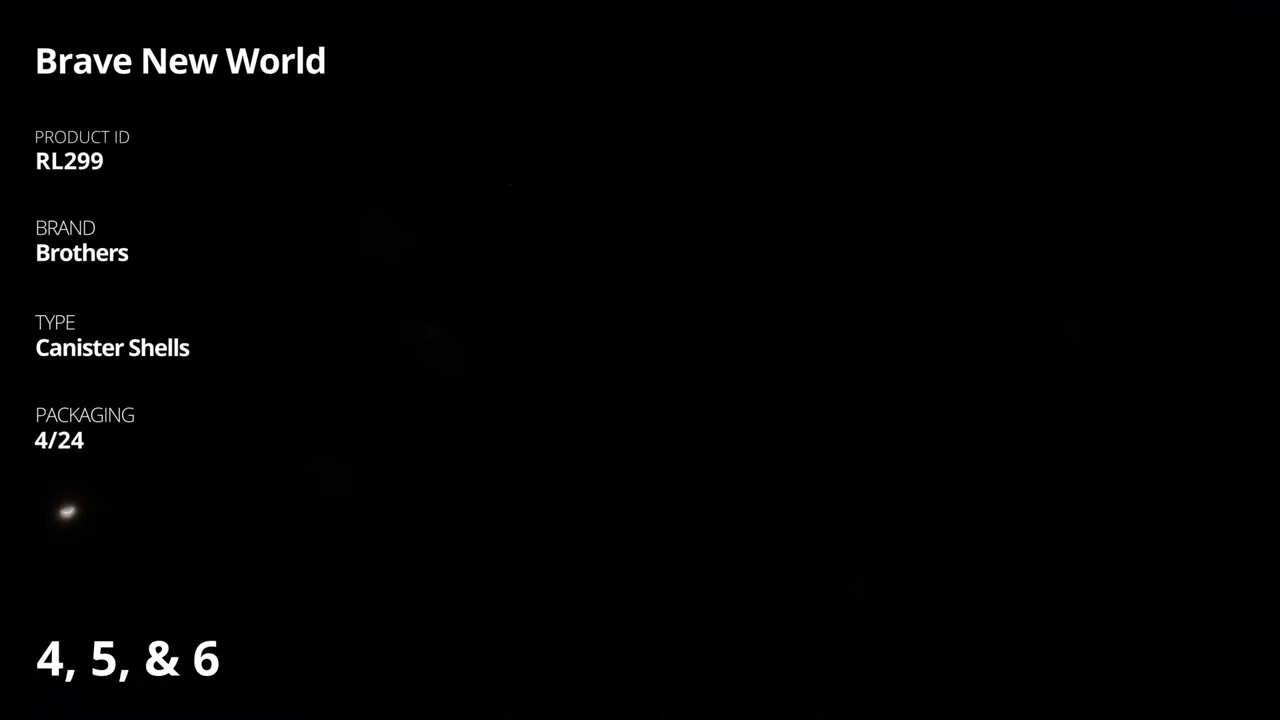 Brave New World
PRODUCT ID
RL299
BRAND
Brothers
TYPE
Canister Shells
PACKAGING
4/24
4, 5, & 6